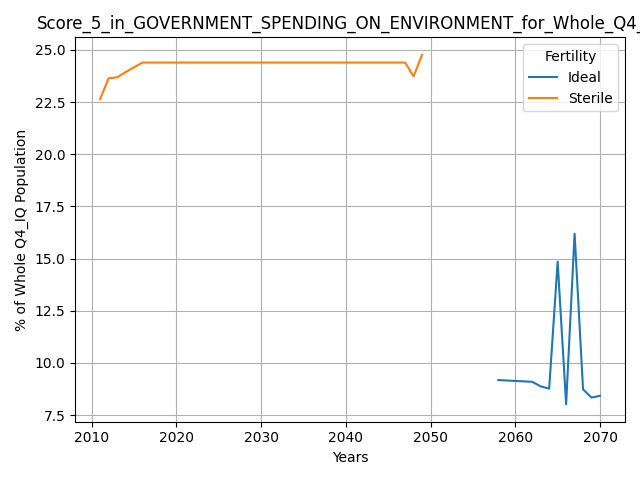 Score_5_in_GOVERNMENT_SPENDING_ON_ENVIRONMENT_for_Whole_Q4_
Fertility
Ideal
Sterile
25.0
22.5
20.0
17.5
15.0
12.5
10.0
7.5
% of Whole Q4_IQ Population
2010 2020 2030 2040 2050 2060 2070
Years